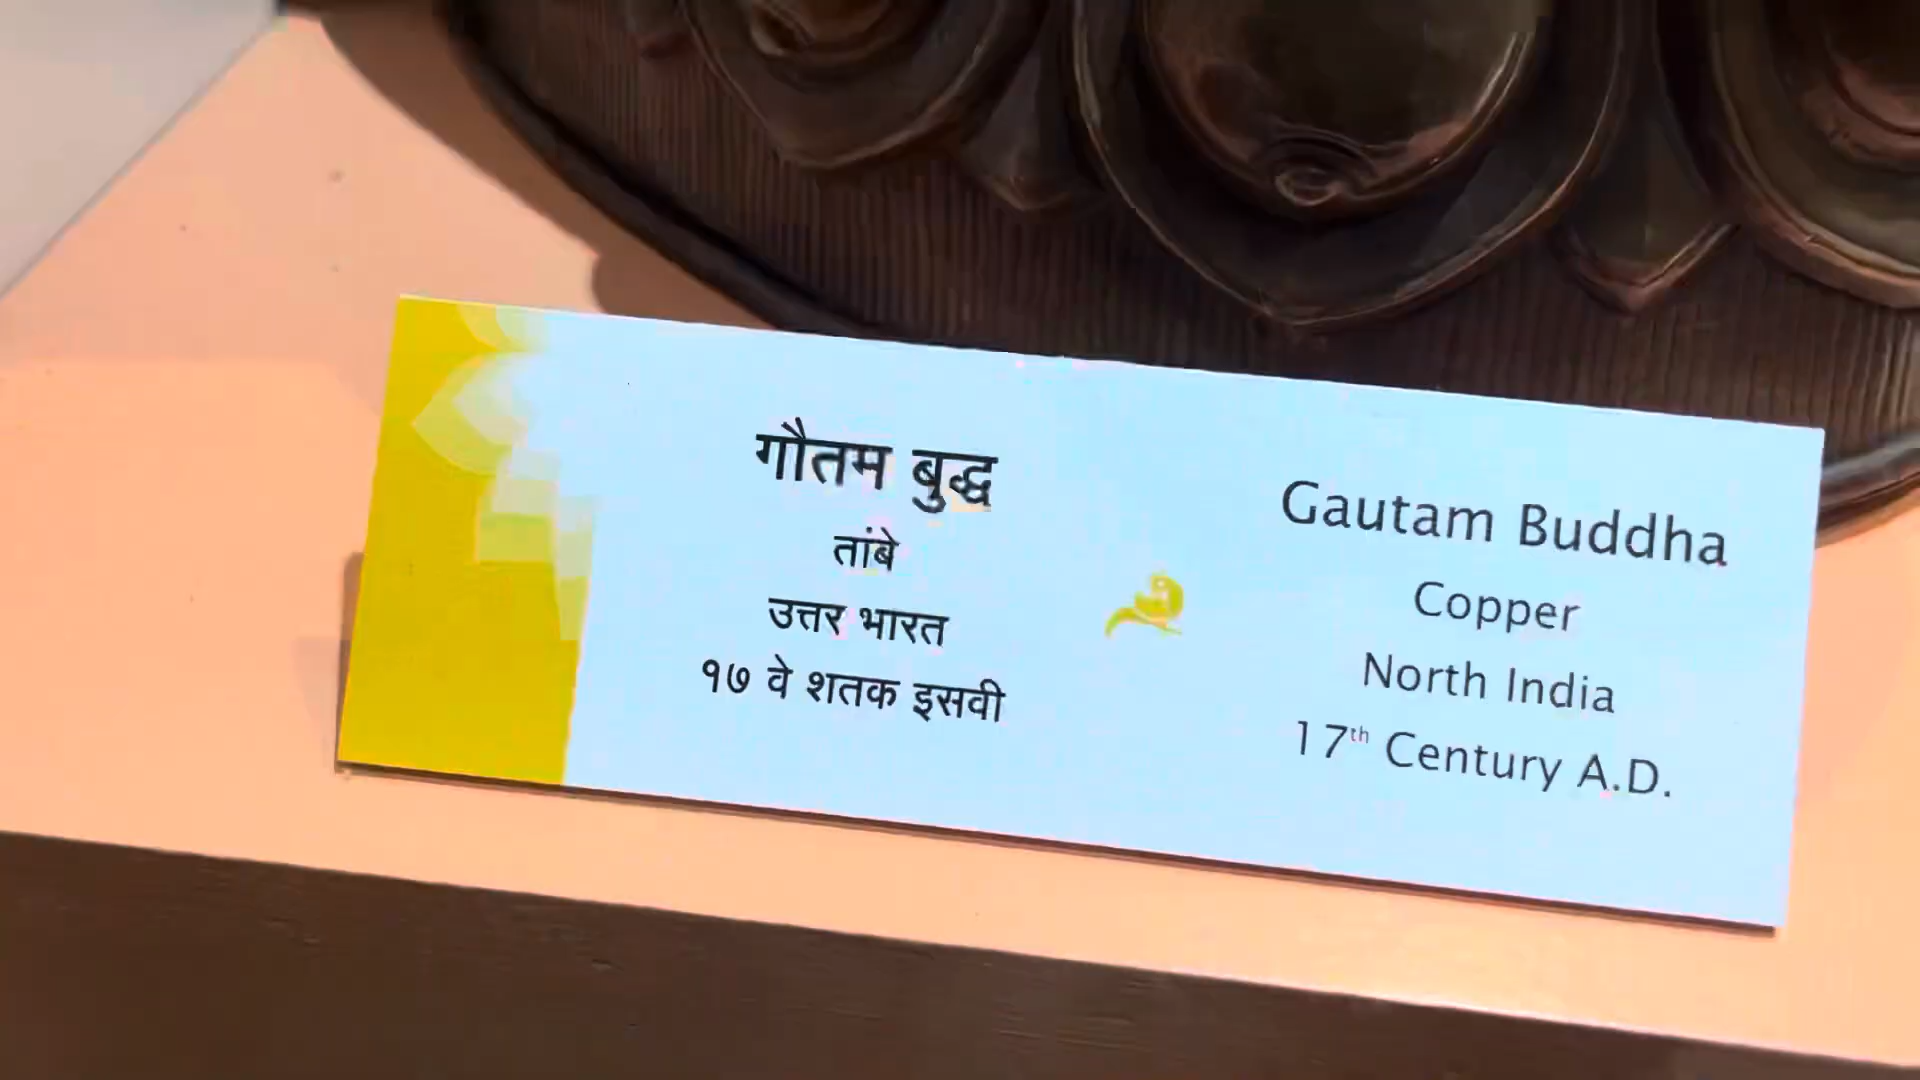 गौतम बुद्ध
तांबे
उत्तर भारत
१७ वे शतक इसवी
Gautam Buddha
Copper
North India
17th Century A.D.